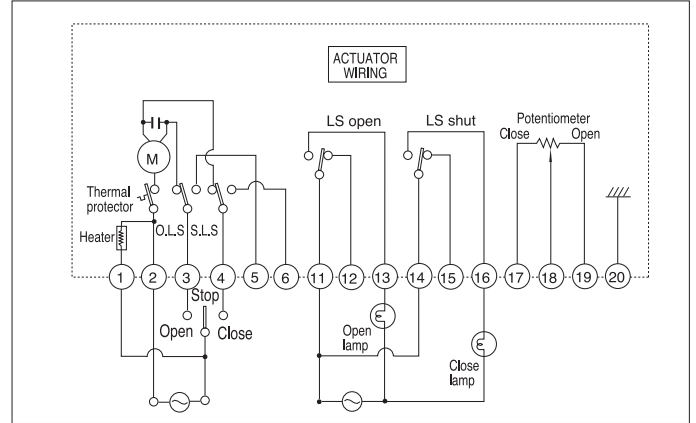 ACTUATOR
WIRING
LS open
LS shut
Potentiometer
Close
Open
M
Thermal
protector
O.L.S
S.L.S
Heater
1
2
3
4
5
6
11
12
13
14
15
16
17
18
19
20
Stop
Open
Close
Open
lamp
Close
lamp